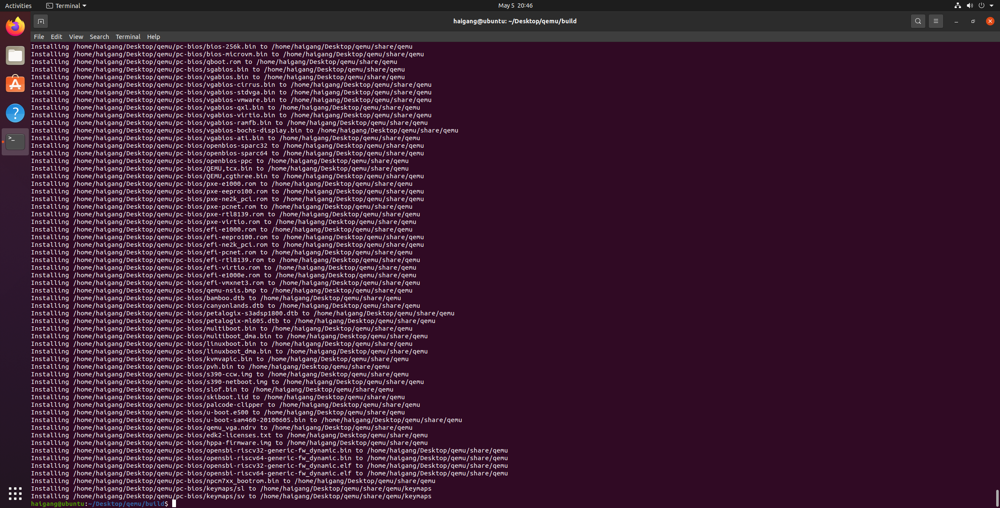 Activities
Terminal
May 5 20:46
haigang@ubuntu: ~/Desktop/qemu/build
File Edit View Search Terminal Help
Installing /home/haigang/Desktop/qemu/pc-bios/bios-256k.bin to /home/haigang/Desktop/qemu/share/qemu
Installing /home/haigang/Desktop/qemu/pc-bios/bios-microvm.bin to /home/haigang/Desktop/qemu/share/qemu
Installing /home/haigang/Desktop/qemu/pc-bios/qboot.rom to /home/haigang/Desktop/qemu/share/qemu
Installing /home/haigang/Desktop/qemu/pc-bios/sgabios.bin to /home/haigang/Desktop/qemu/share/qemu
Installing /home/haigang/Desktop/qemu/pc-bios/vgabios.bin to /home/haigang/Desktop/qemu/share/qemu
Installing /home/haigang/Desktop/qemu/pc-bios/vgabios-cirrus.bin to /home/haigang/Desktop/qemu/share/qemu
Installing /home/haigang/Desktop/qemu/pc-bios/vgabios-stdvga.bin to /home/haigang/Desktop/qemu/share/qemu
Installing /home/haigang/Desktop/qemu/pc-bios/vgabios-vmware.bin to /home/haigang/Desktop/qemu/share/qemu
Installing /home/haigang/Desktop/qemu/pc-bios/vgabios-qxl.bin to /home/haigang/Desktop/qemu/share/qemu
Installing /home/haigang/Desktop/qemu/pc-bios/vgabios-virtio.bin to /home/haigang/Desktop/qemu/share/qemu
Installing /home/haigang/Desktop/qemu/pc-bios/vgabios-ramfb.bin to /home/haigang/Desktop/qemu/share/qemu
Installing /home/haigang/Desktop/qemu/pc-bios/vgabios-bochs-display.bin to /home/haigang/Desktop/qemu/share/qemu
Installing /home/haigang/Desktop/qemu/pc-bios/vgabios-ati.bin to /home/haigang/Desktop/qemu/share/qemu
Installing /home/haigang/Desktop/qemu/pc-bios/openbios-sparc32 to /home/haigang/Desktop/qemu/share/qemu
Installing /home/haigang/Desktop/qemu/pc-bios/openbios-sparc64 to /home/haigang/Desktop/qemu/share/qemu
Installing /home/haigang/Desktop/qemu/pc-bios/openbios-ppc to /home/haigang/Desktop/qemu/share/qemu
Installing /home/haigang/Desktop/qemu/pc-bios/QEMU,tcx.bin to /home/haigang/Desktop/qemu/share/qemu
Installing /home/haigang/Desktop/qemu/pc-bios/QEMU,cgthree.bin to /home/haigang/Desktop/qemu/share/qemu
Installing /home/haigang/Desktop/qemu/pc-bios/pxe-e1000.rom to /home/haigang/Desktop/qemu/share/qemu
Installing /home/haigang/Desktop/qemu/pc-bios/pxe-eepro100.rom to /home/haigang/Desktop/qemu/share/qemu
Installing /home/haigang/Desktop/qemu/pc-bios/pxe-ne2k_pci.rom to /home/haigang/Desktop/qemu/share/qemu
Installing /home/haigang/Desktop/qemu/pc-bios/pxe-pcnet.rom to /home/haigang/Desktop/qemu/share/qemu
Installing /home/haigang/Desktop/qemu/pc-bios/pxe-rtl8139.rom to /home/haigang/Desktop/qemu/share/qemu
Installing /home/haigang/Desktop/qemu/pc-bios/pxe-virtio.rom to /home/haigang/Desktop/qemu/share/qemu
Installing /home/haigang/Desktop/qemu/pc-bios/efi-e1000.rom to /home/haigang/Desktop/qemu/share/qemu
Installing /home/haigang/Desktop/qemu/pc-bios/efi-eepro100.rom to /home/haigang/Desktop/qemu/share/qemu
Installing /home/haigang/Desktop/qemu/pc-bios/efi-ne2k_pci.rom to /home/haigang/Desktop/qemu/share/qemu
Installing /home/haigang/Desktop/qemu/pc-bios/efi-pcnet.rom to /home/haigang/Desktop/qemu/share/qemu
Installing /home/haigang/Desktop/qemu/pc-bios/efi-rtl8139.rom to /home/haigang/Desktop/qemu/share/qemu
Installing /home/haigang/Desktop/qemu/pc-bios/efi-virtio.rom to /home/haigang/Desktop/qemu/share/qemu
Installing /home/haigang/Desktop/qemu/pc-bios/efi-e1000e.rom to /home/haigang/Desktop/qemu/share/qemu
Installing /home/haigang/Desktop/qemu/pc-bios/efi-vmxnet3.rom to /home/haigang/Desktop/qemu/share/qemu
Installing /home/haigang/Desktop/qemu/pc-bios/qemu-nsis.bmp to /home/haigang/Desktop/qemu/share/qemu
Installing /home/haigang/Desktop/qemu/pc-bios/bamboo.dtb to /home/haigang/Desktop/qemu/share/qemu
Installing /home/haigang/Desktop/qemu/pc-bios/canyonlands.dtb to /home/haigang/Desktop/qemu/share/qemu
Installing /home/haigang/Desktop/qemu/pc-bios/petalogix-s3adsp1800.dtb to /home/haigang/Desktop/qemu/share/qemu
Installing /home/haigang/Desktop/qemu/pc-bios/petalogix-ml605.dtb to /home/haigang/Desktop/qemu/share/qemu
Installing /home/haigang/Desktop/qemu/pc-bios/multiboot.bin to /home/haigang/Desktop/qemu/share/qemu
Installing /home/haigang/Desktop/qemu/pc-bios/multiboot_dma.bin to /home/haigang/Desktop/qemu/share/qemu
Installing /home/haigang/Desktop/qemu/pc-bios/linuxboot.bin to /home/haigang/Desktop/qemu/share/qemu
Installing /home/haigang/Desktop/qemu/pc-bios/linuxboot_dma.bin to /home/haigang/Desktop/qemu/share/qemu
Installing /home/haigang/Desktop/qemu/pc-bios/kvmvapic.bin to /home/haigang/Desktop/qemu/share/qemu
Installing /home/haigang/Desktop/qemu/pc-bios/pvh.bin to /home/haigang/Desktop/qemu/share/qemu
Installing /home/haigang/Desktop/qemu/pc-bios/s390-ccw.img to /home/haigang/Desktop/qemu/share/qemu
Installing /home/haigang/Desktop/qemu/pc-bios/s390-netboot.img to /home/haigang/Desktop/qemu/share/qemu
Installing /home/haigang/Desktop/qemu/pc-bios/slof.bin to /home/haigang/Desktop/qemu/share/qemu
Installing /home/haigang/Desktop/qemu/pc-bios/skiboot.lid to /home/haigang/Desktop/qemu/share/qemu
Installing /home/haigang/Desktop/qemu/pc-bios/palcode-clipper to /home/haigang/Desktop/qemu/share/qemu
Installing /home/haigang/Desktop/qemu/pc-bios/u-boot.e500 to /home/haigang/Desktop/qemu/share/qemu
Installing /home/haigang/Desktop/qemu/pc-bios/u-boot-sam460-20100605.bin to /home/haigang/Desktop/qemu/share/qemu
Installing /home/haigang/Desktop/qemu/pc-bios/qemu_vga.ndrv to /home/haigang/Desktop/qemu/share/qemu
Installing /home/haigang/Desktop/qemu/pc-bios/edk2-licenses.txt to /home/haigang/Desktop/qemu/share/qemu
Installing /home/haigang/Desktop/qemu/pc-bios/hppa-firmware.img to /home/haigang/Desktop/qemu/share/qemu
Installing /home/haigang/Desktop/qemu/pc-bios/opensbi-riscv32-generic-fw_dynamic.bin to /home/haigang/Desktop/qemu/share/qemu
Installing /home/haigang/Desktop/qemu/pc-bios/opensbi-riscv64-generic-fw_dynamic.bin to /home/haigang/Desktop/qemu/share/qemu
Installing /home/haigang/Desktop/qemu/pc-bios/opensbi-riscv32-generic-fw_dynamic.elf to /home/haigang/Desktop/qemu/share/qemu
Installing /home/haigang/Desktop/qemu/pc-bios/opensbi-riscv64-generic-fw_dynamic.elf to /home/haigang/Desktop/qemu/share/qemu
Installing /home/haigang/Desktop/qemu/pc-bios/npcm7xx_bootrom.bin to /home/haigang/Desktop/qemu/share/qemu
Installing /home/haigang/Desktop/qemu/pc-bios/keymaps/sl to /home/haigang/Desktop/qemu/share/qemu/keymaps
Installing /home/haigang/Desktop/qemu/pc-bios/keymaps/sv to /home/haigang/Desktop/qemu/share/qemu/keymaps
haigang@ubuntu:~/Desktop/qemu/build$